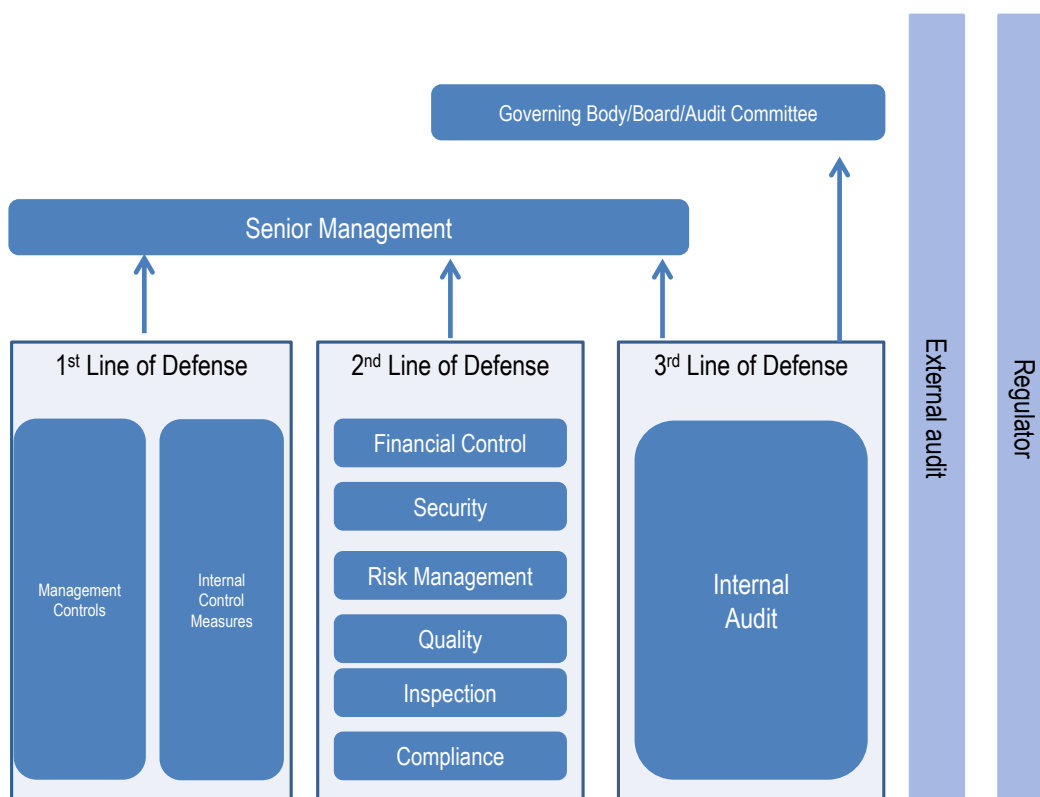 Governing Body/Board/Audit Committee
Senior Management
1st Line of Defense
2nd Line of Defense
3rd Line of Defense
Management
Controls
Internal
Control
Measures
Financial Control
Security
Risk Management
Quality
Inspection
Compliance
Internal
Audit
External audit
Regulator